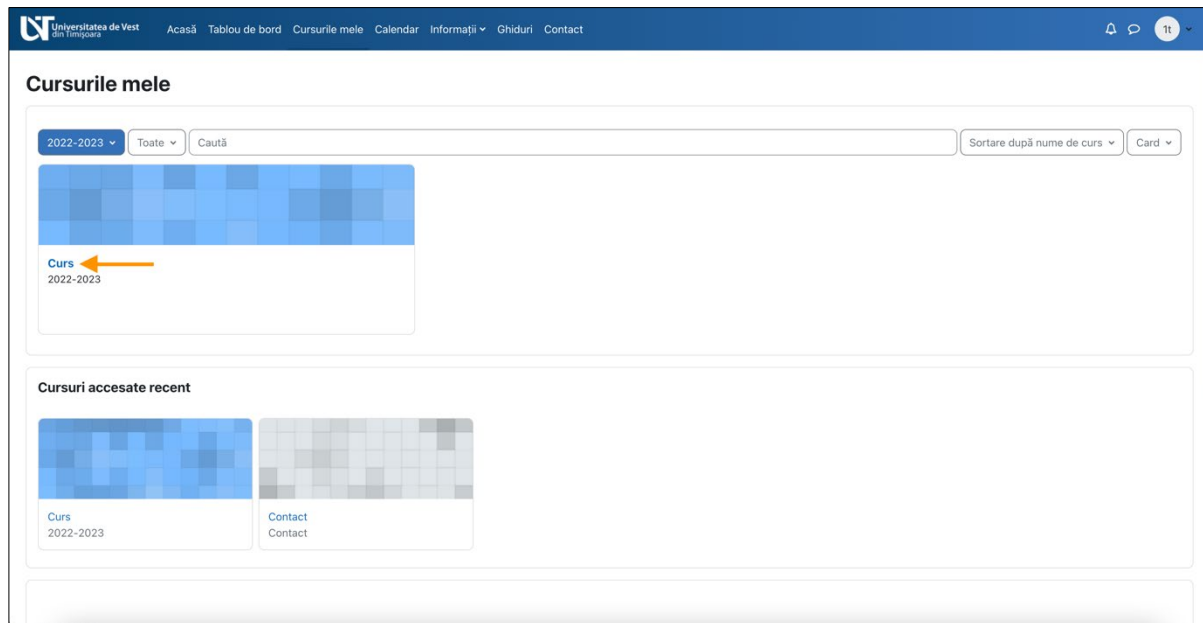 Universitatea de Vest
din Timișoara
Acasă Tablou de bord Cursurile mele Calendar Informații Ghiduri Contact
1t
Cursurile mele
2022-2023 Toate Caută Sortare după nume de curs Card
Curs
2022-2023
Cursuri accesate recent
Curs
2022-2023
Contact
Contact